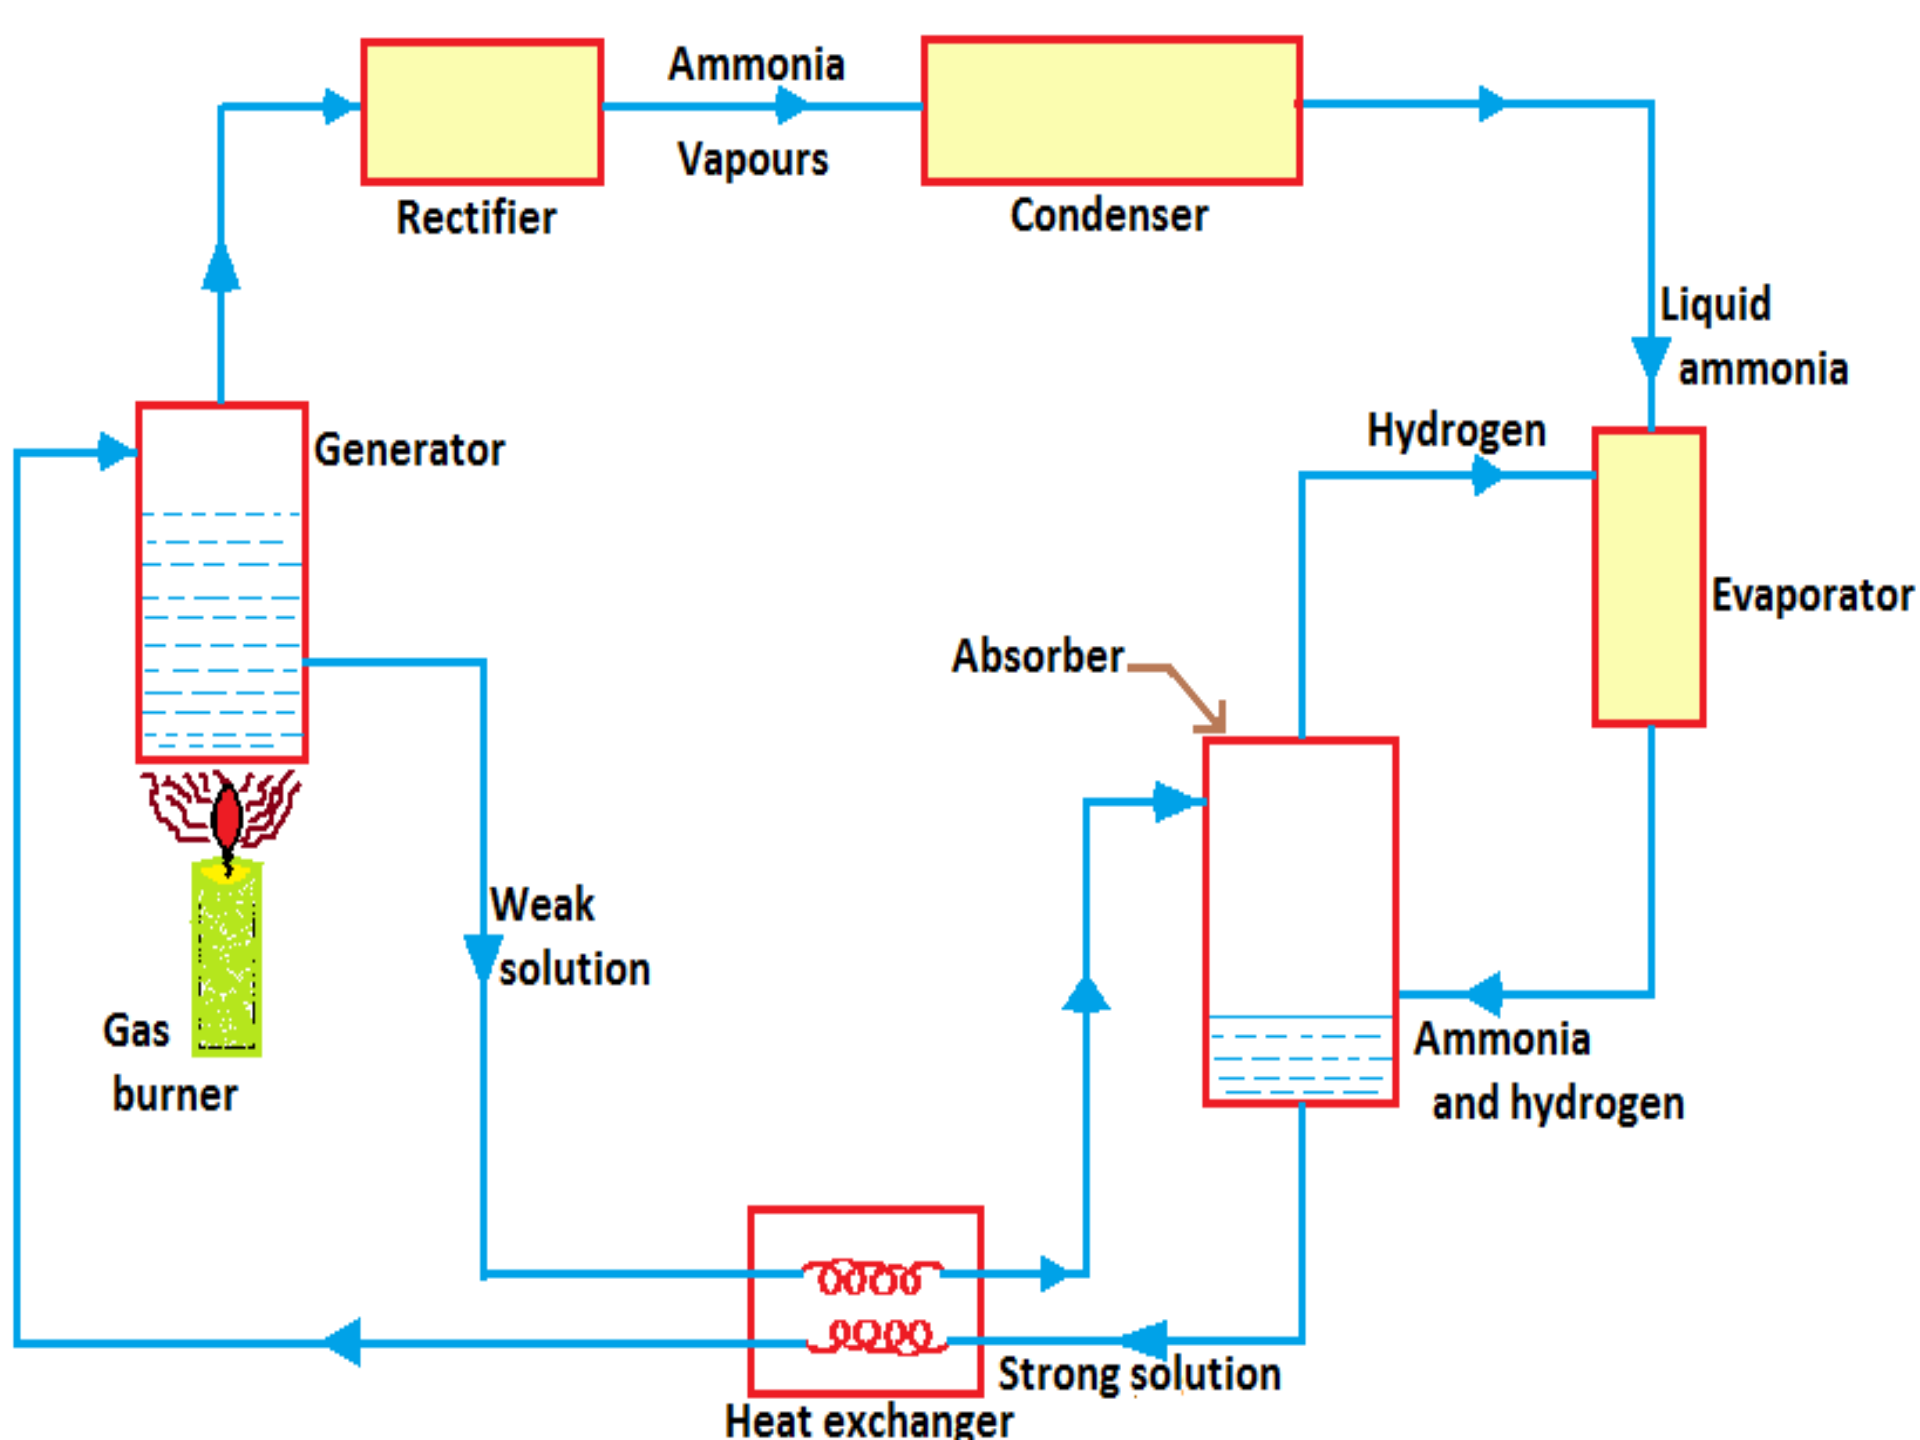 Ammonia
Vapours
Rectifier
Condenser
Liquid
ammonia
Hydrogen
Generator
Evaporator
Absorber
Weak
solution
Gas
burner
Ammonia
and hydrogen
Strong solution
Heat exchanger